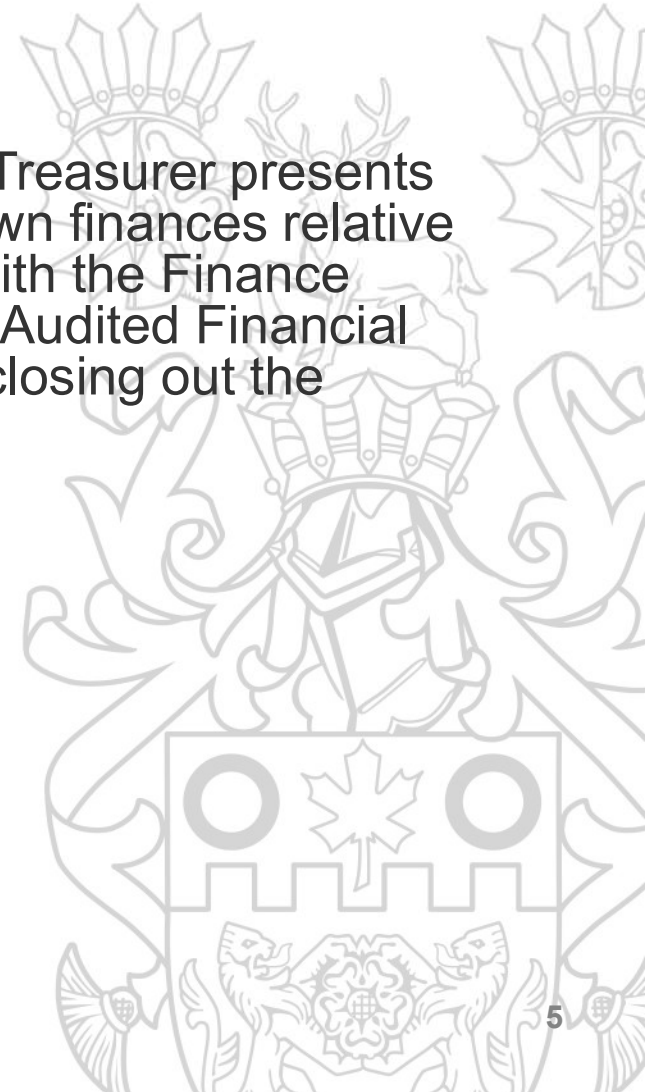 Treasurer presents
wn finances relative
ith the Finance
Audited Financial
closing out the
5